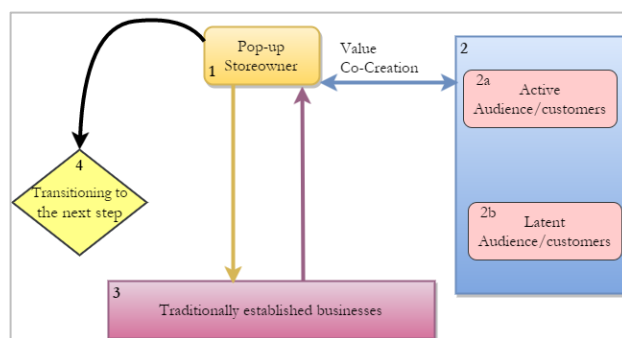 Pop-up
1 Storeowner
Value
Co-Creation
2
2a
Active
Audience/customers
2b
Latent
Audience/customers
4
Transitioning to
the next step
3
Traditionally established businesses